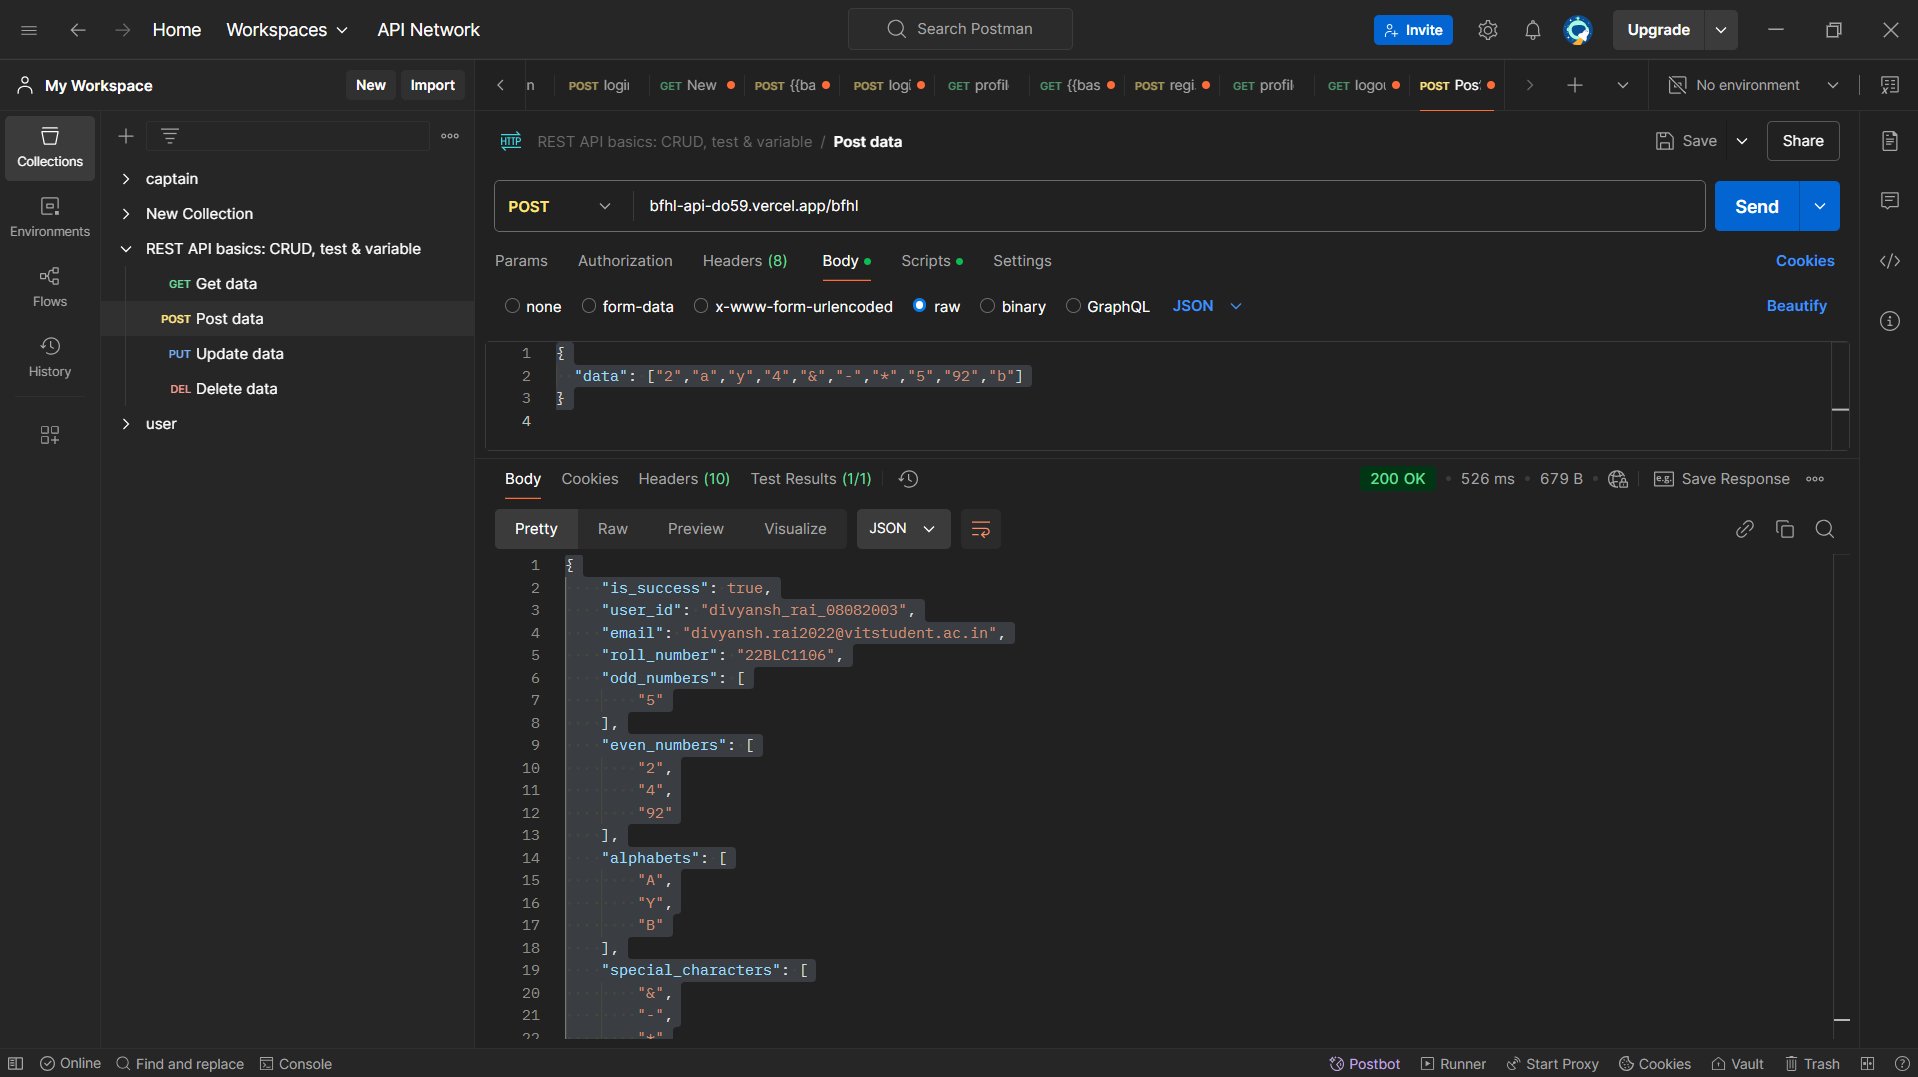 Home
Workspaces
API Network
Search Postman
Invite
Upgrade
My Workspace
New
Import
n
POST login
GET New
POST {{ba
POST logi
GET profil
GET {{bas
POST regi
GET profil
GET logou
POST Pos
No environment
Collections
Environments
Flows
History
captain
New Collection
REST API basics: CRUD, test & variable
GET Get data
POST Post data
PUT Update data
DEL Delete data
user
HTTP REST API basics: CRUD, test & variable / Post data
Save
Share
POST
bfhl-api-do59.vercel.app/bfhl
Send
Params
Authorization
Headers (8)
Body
Scripts
Settings
Cookies
none
form-data
x-www-form-urlencoded
raw
binary
GraphQL
JSON
Beautify
1 {
2 "data": ["2","a","y","4","&","-","*","5","92","b"]
3 }
4
Body
Cookies
Headers (10)
Test Results (1/1)
200 OK
526 ms
679 B
e.g. Save Response
Pretty
Raw
Preview
Visualize
JSON
1 {
2 "is_success": true,
3 "user_id": "divyansh_rai_08082003",
4 "email": "divyansh.rai2022@vitstudent.ac.in",
5 "roll_number": "22BLC1106",
6 "odd_numbers": [
7 "5"
8 ],
9 "even_numbers": [
10 "2",
11 "4",
12 "92"
13 ],
14 "alphabets": [
15 "A",
16 "Y",
17 "B"
18 ],
19 "special_characters": [
20 "&",
21 "-",
22 "*"
Online
Find and replace
Console
Postbot
Runner
Start Proxy
Cookies
Vault
Trash